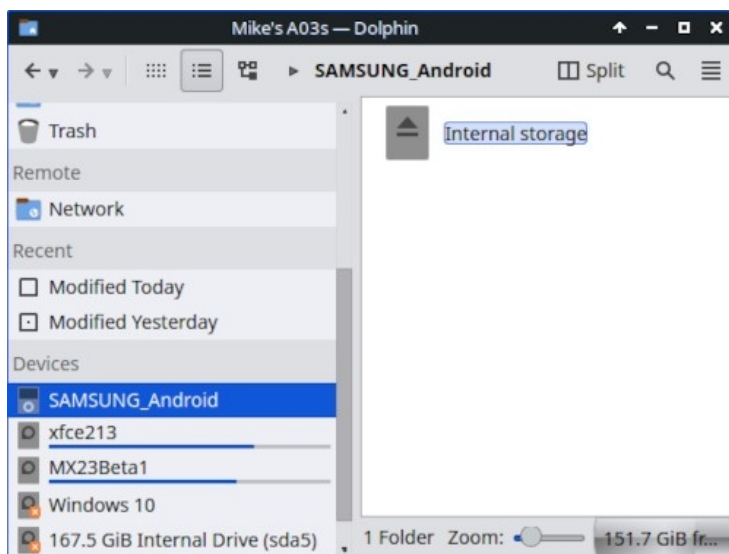 Mike's A03s — Dolphin
SAMSUNG_Android
Split
Trash
Remote
Network
Recent
Modified Today
Modified Yesterday
Devices
SAMSUNG_Android
xfce213
MX23Beta1
Windows 10
167.5 GiB Internal Drive (sda5)
Internal storage
1 Folder Zoom: 151.7 GiB fr...